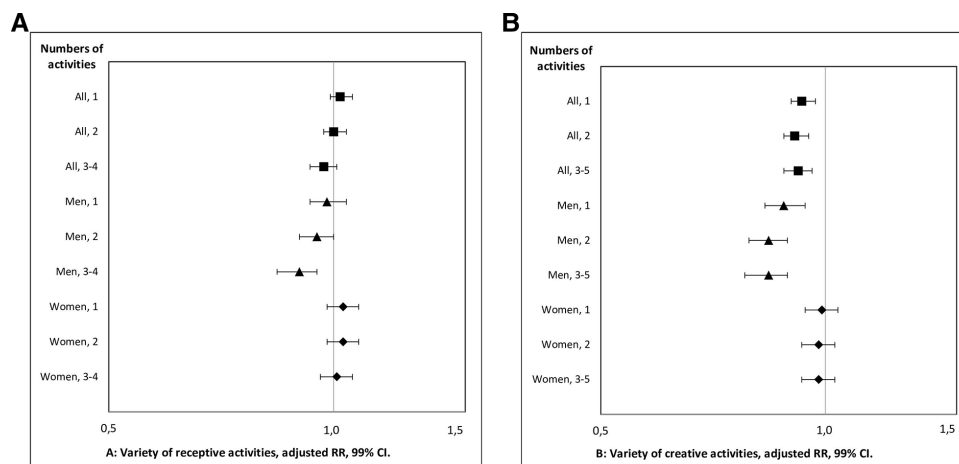 A
Numbers of
activities
All, 1
All, 2
All, 3-4
Men, 1
Men, 2
Men, 3-4
Women, 1
Women, 2
Women, 3-4
0,5 1,0 1,5
A: Variety of receptive activities, adjusted RR, 99% CI.
B
Numbers of
activities
All, 1
All, 2
All, 3-5
Men, 1
Men, 2
Men, 3-5
Women, 1
Women, 2
Women, 3-5
0,5 1,0 1,5
B: Variety of creative activities, adjusted RR, 99% CI.